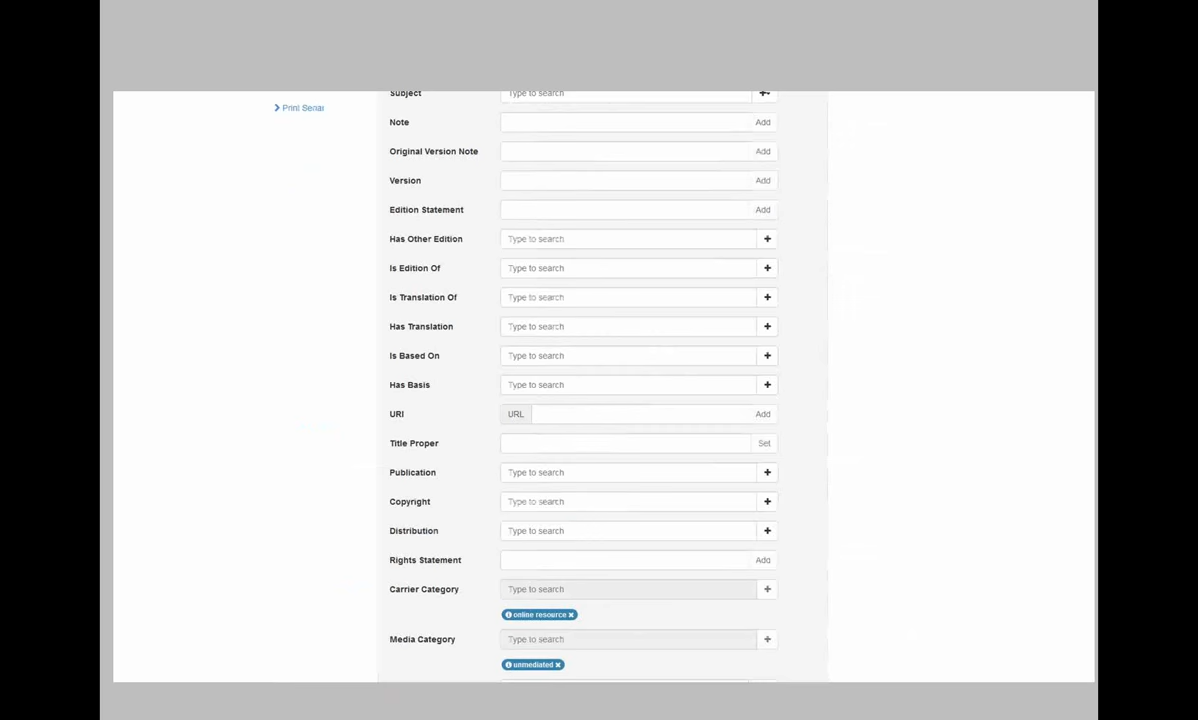 Print Serial
Subject Type to search
Note Add
Original Version Note Add
Version Add
Edition Statement Add
Has Other Edition Type to search
Is Edition Of Type to search
Is Translation Of Type to search
Has Translation Type to search
Is Based On Type to search
Has Basis Type to search
URI URL Add
Title Proper Set
Publication Type to search
Copyright Type to search
Distribution Type to search
Rights Statement Add
Carrier Category Type to search
online resource
Media Category Type to search
unmediated